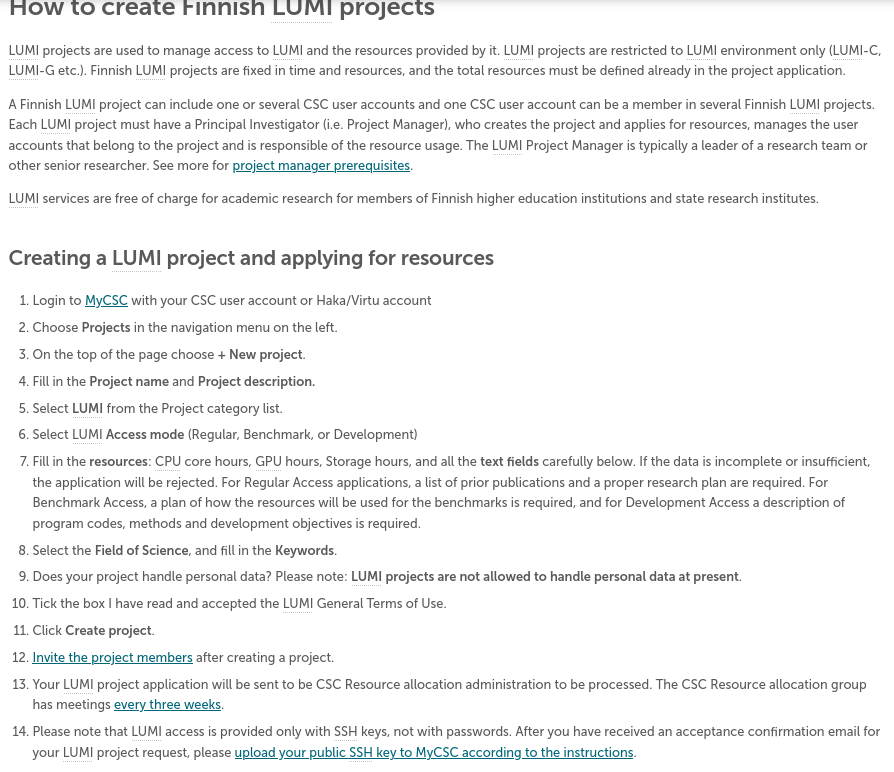 How to create Finnish LUMI projects
LUMI projects are used to manage access to LUMI and the resources provided by it. LUMI projects are restricted to LUMI environment only (LUMI-C,
LUMI-G etc.). Finnish LUMI projects are fixed in time and resources, and the total resources must be defined already in the project application.
A Finnish LUMI project can include one or several CSC user accounts and one CSC user account can be a member in several Finnish LUMI projects.
Each LUMI project must have a Principal Investigator (i.e. Project Manager), who creates the project and applies for resources, manages the user
accounts that belong to the project and is responsible of the resource usage. The LUMI Project Manager is typically a leader of a research team or
other senior researcher. See more for project manager prerequisites.
LUMI services are free of charge for academic research for members of Finnish higher education institutions and state research institutes.
Creating a LUMI project and applying for resources
1. Login to MyCSC with your CSC user account or Haka/Virtu account
2. Choose Projects in the navigation menu on the left.
3. On the top of the page choose + New project.
4. Fill in the Project name and Project description.
5. Select LUMI from the Project category list.
6. Select LUMI Access mode (Regular, Benchmark, or Development)
7. Fill in the resources: CPU core hours, GPU hours, Storage hours, and all the text fields carefully below. If the data is incomplete or insufficient,
the application will be rejected. For Regular Access applications, a list of prior publications and a proper research plan are required. For
Benchmark Access, a plan of how the resources will be used for the benchmarks is required, and for Development Access a description of
program codes, methods and development objectives is required.
8. Select the Field of Science, and fill in the Keywords.
9. Does your project handle personal data? Please note: LUMI projects are not allowed to handle personal data at present.
10. Tick the box I have read and accepted the LUMI General Terms of Use.
11. Click Create project.
12. Invite the project members after creating a project.
13. Your LUMI project application will be sent to be CSC Resource allocation administration to be processed. The CSC Resource allocation group
has meetings every three weeks.
14. Please note that LUMI access is provided only with SSH keys, not with passwords. After you have received an acceptance confirmation email for
your LUMI project request, please upload your public SSH key to MyCSC according to the instructions.